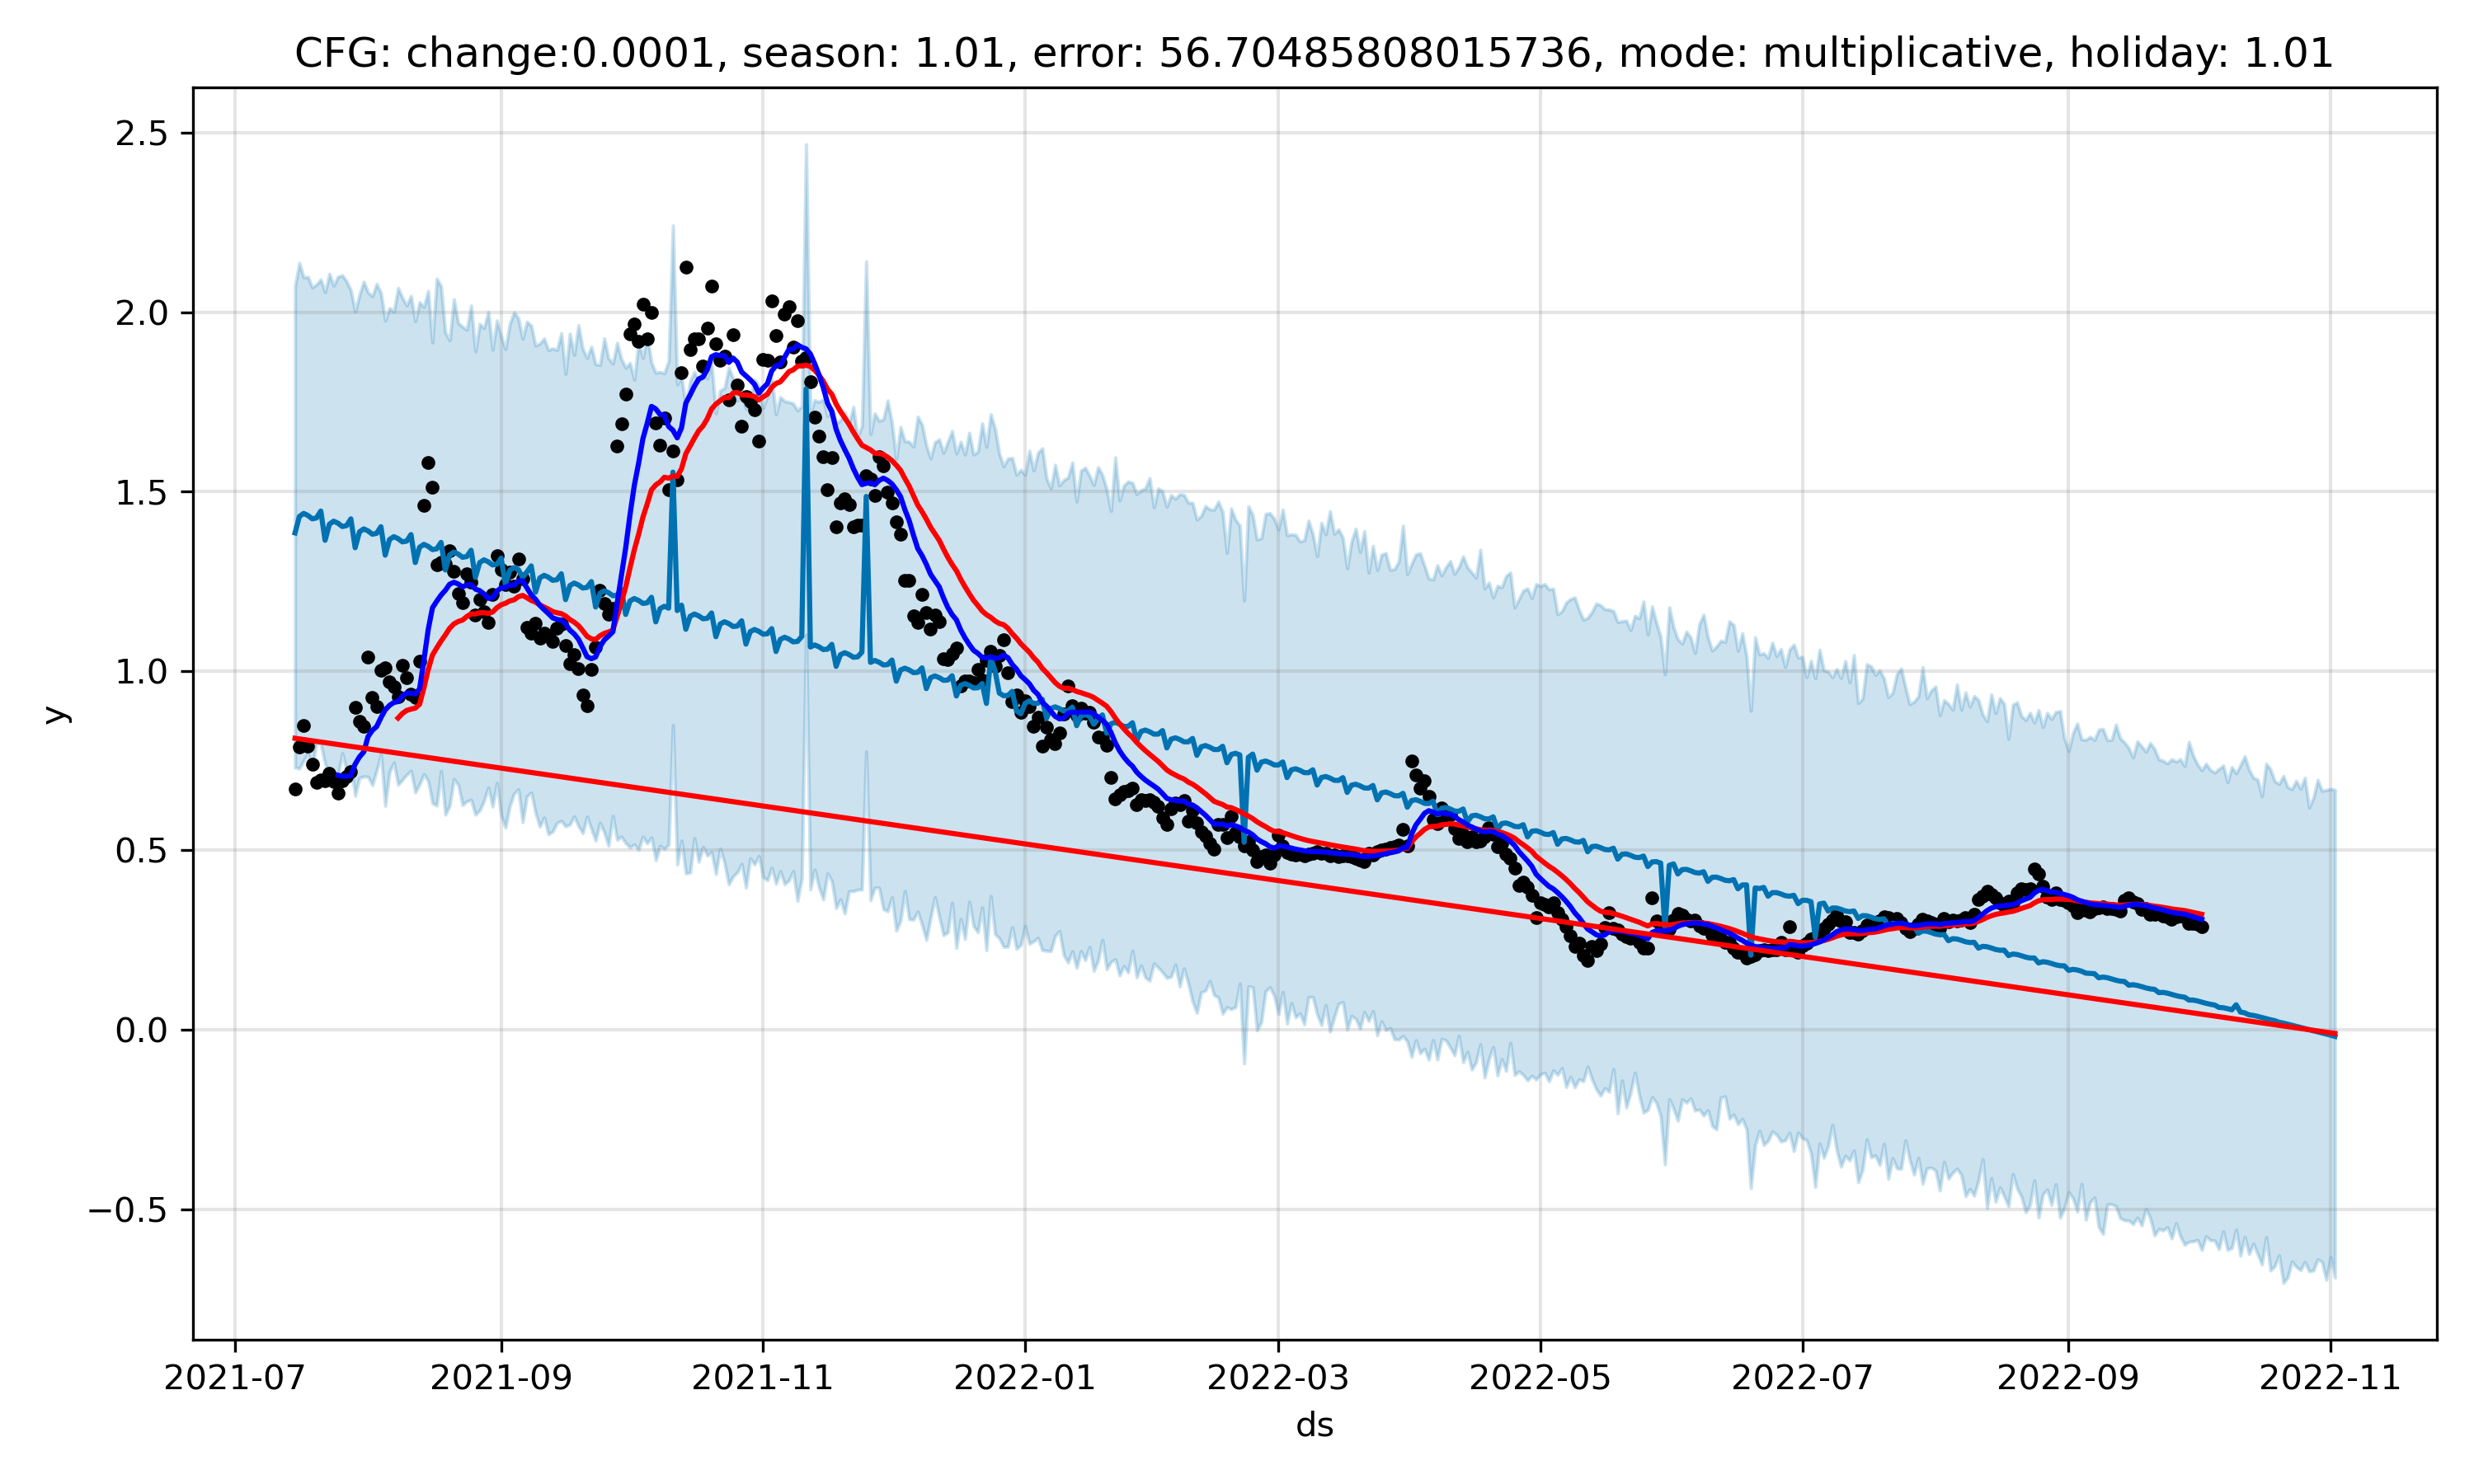 CFG: change:0.0001, season: 1.01, error: 56.70485808015736, mode: multiplicative, holiday: 1.01
2.5
2.0
1.5
1.0
0.5
0.0
−0.5
y
2021-07 2021-09 2021-11 2022-01 2022-03 2022-05 2022-07 2022-09 2022-11
ds